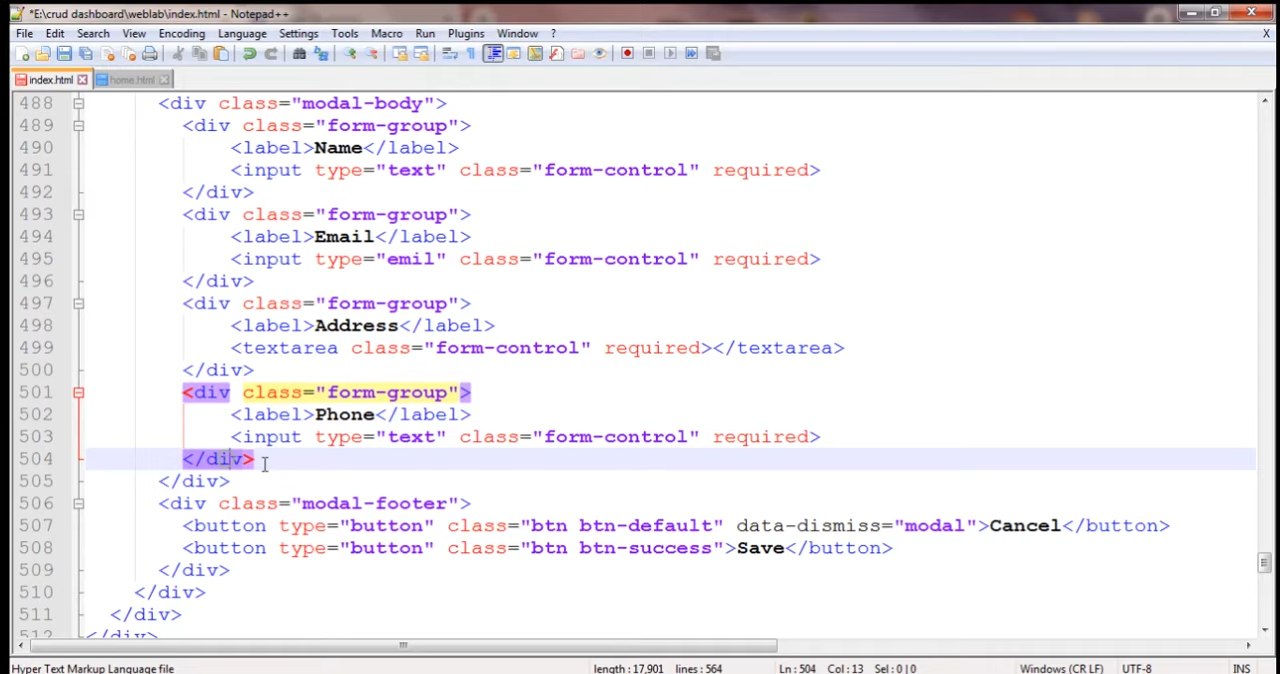 *E:\crud dashboard\weblab\index.html - Notepad++
File Edit Search View Encoding Language Settings Tools Macro Run Plugins Window ? X
index.html home.html
488 <div class="modal-body">
489 <div class="form-group">
490 <label>Name</label>
491 <input type="text" class="form-control" required>
492 </div>
493 <div class="form-group">
494 <label>Email</label>
495 <input type="emil" class="form-control" required>
496 </div>
497 <div class="form-group">
498 <label>Address</label>
499 <textarea class="form-control" required></textarea>
500 </div>
501 <div class="form-group">
502 <label>Phone</label>
503 <input type="text" class="form-control" required>
504 </div>
505 </div>
506 <div class="modal-footer">
507 <button type="button" class="btn btn-default" data-dismiss="modal">Cancel</button>
508 <button type="button" class="btn btn-success">Save</button>
509 </div>
510 </div>
511 </div>
512 </div>
Hyper Text Markup Language file length : 17,901 lines : 564 Ln : 504 Col : 13 Sel : 0 | 0 Windows (CR LF) UTF-8 INS